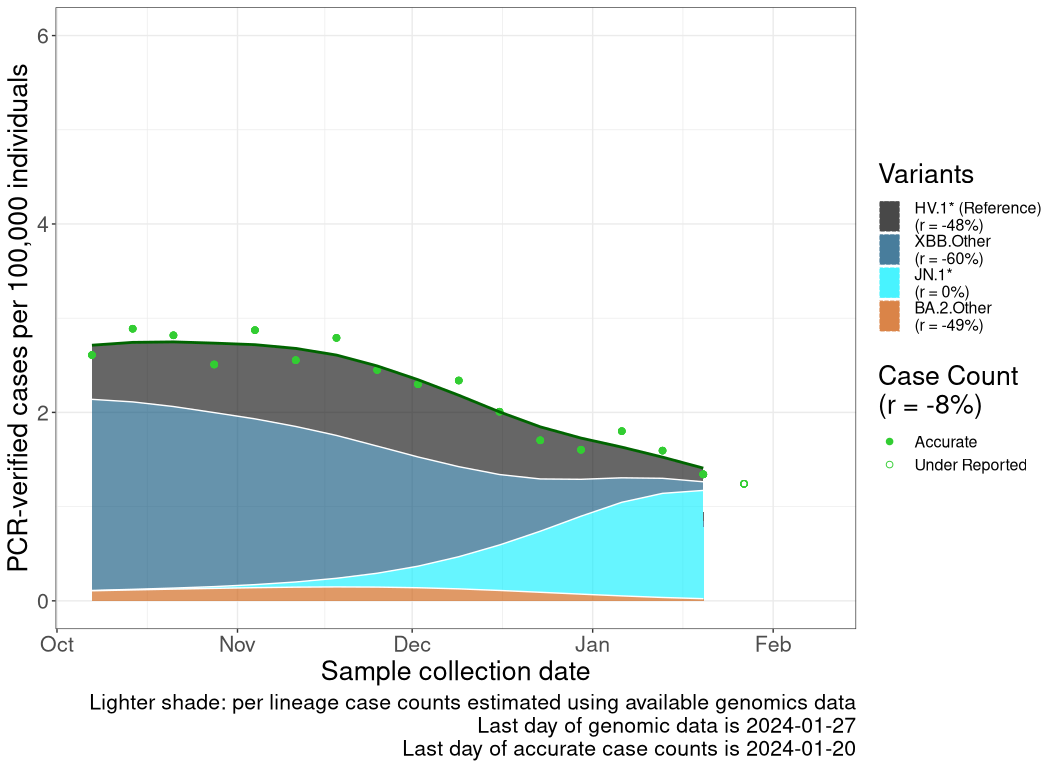 PCR-verified cases per 100,000 individuals
6
4
2
0
Oct
Nov
Dec
Jan
Feb
Sample collection date
Lighter shade: per lineage case counts estimated using available genomics data
Last day of genomic data is 2024-01-27
Last day of accurate case counts is 2024-01-20
Variants
HV.1* (Reference)
(r = -48%)
XBB.Other
(r = -60%)
JN.1*
(r = 0%)
BA.2.Other
(r = -49%)
Case Count
(r = -8%)
Accurate
Under Reported